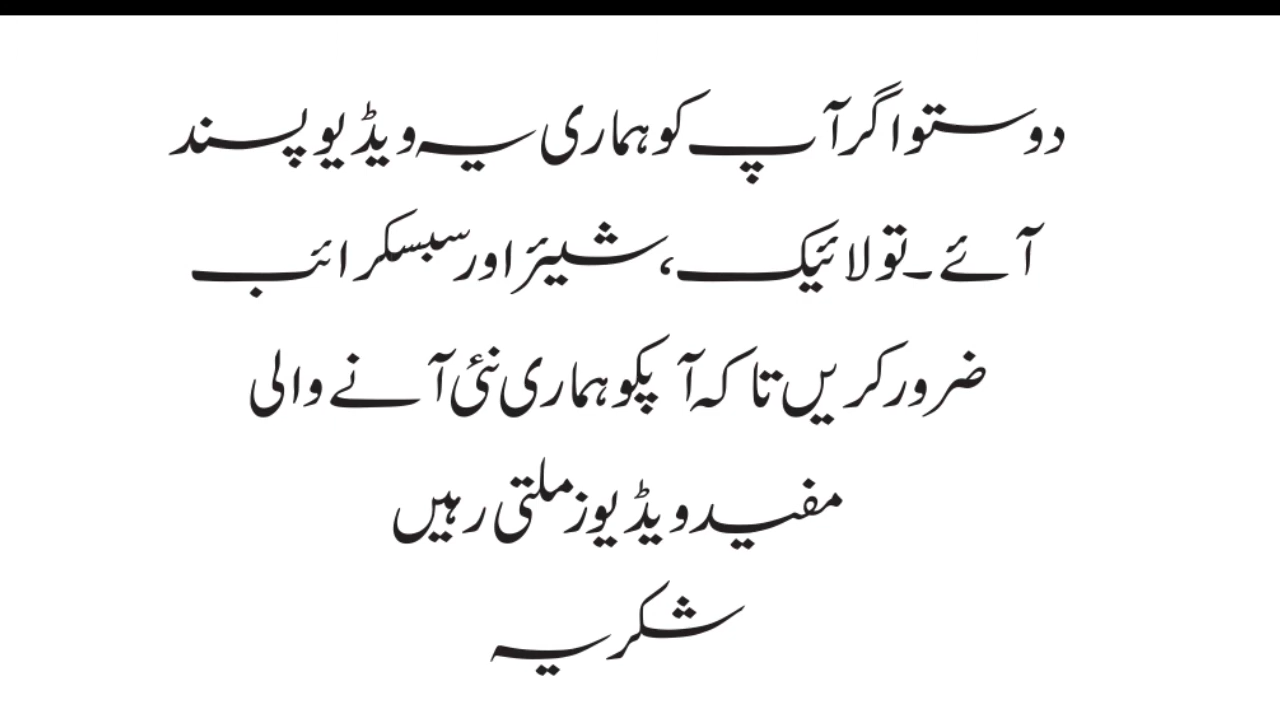 دوستو اگر آپ کو ہماری یہ ویڈیو پسند
آئے۔ تو لائیک، شیئر اور سبسکرائب
ضرور کریں تاکہ آپکو ہماری نئی آنے والی
مفید ویڈیوز ملتی رہیں
شکریہ